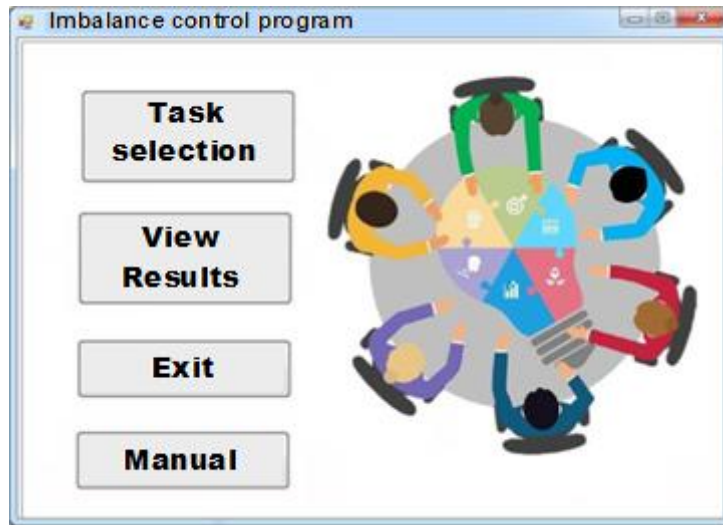 Imbalance control program
Task
selection
View
Results
Exit
Manual